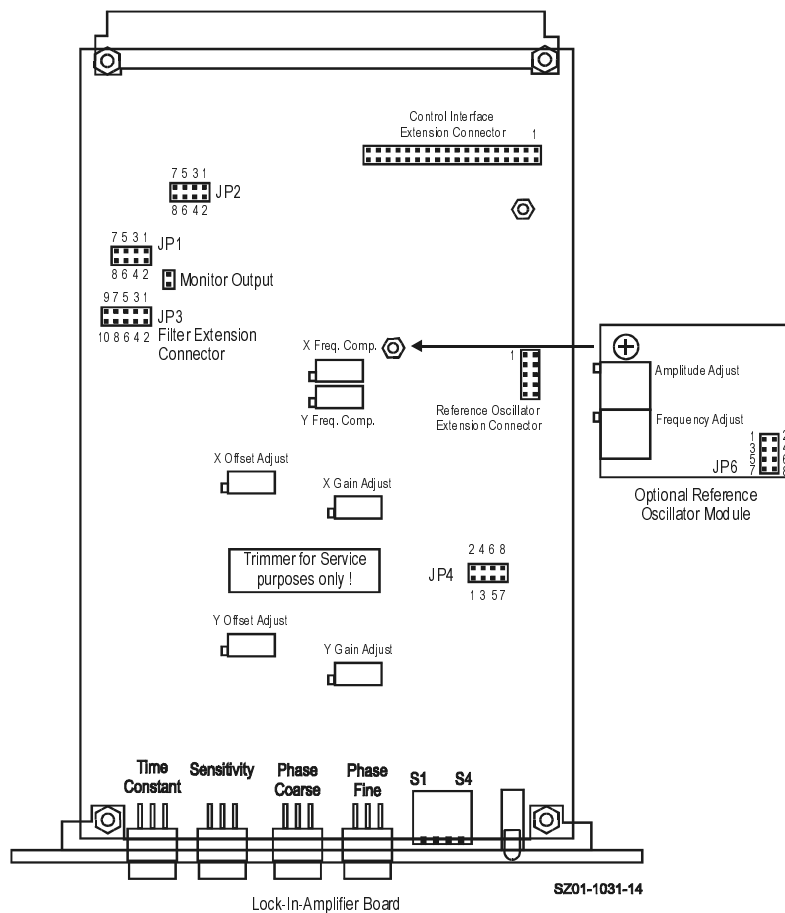 Control Interface
Extension Connector 1
7 5 3 1
JP2
8 6 4 2
7 5 3 1
JP1
8 6 4 2
Monitor Output
9 7 5 3 1
JP3
10 8 6 4 2
Filter Extension
Connector
X Freq. Comp.
Y Freq. Comp.
1
Reference Oscillator
Extension Connector
Amplitude Adjust
Frequency Adjust
1 2
3 4
5 6
7 8
JP6
Optional Reference
Oscillator Module
X Offset Adjust
X Gain Adjust
Trimmer for Service
purposes only !
2 4 6 8
JP4
1 3 5 7
Y Offset Adjust
Y Gain Adjust
Time
Constant
Sensitivity
Phase
Coarse
Phase
Fine
S1 S4
SZ01-1031-14
Lock-In-Amplifier Board